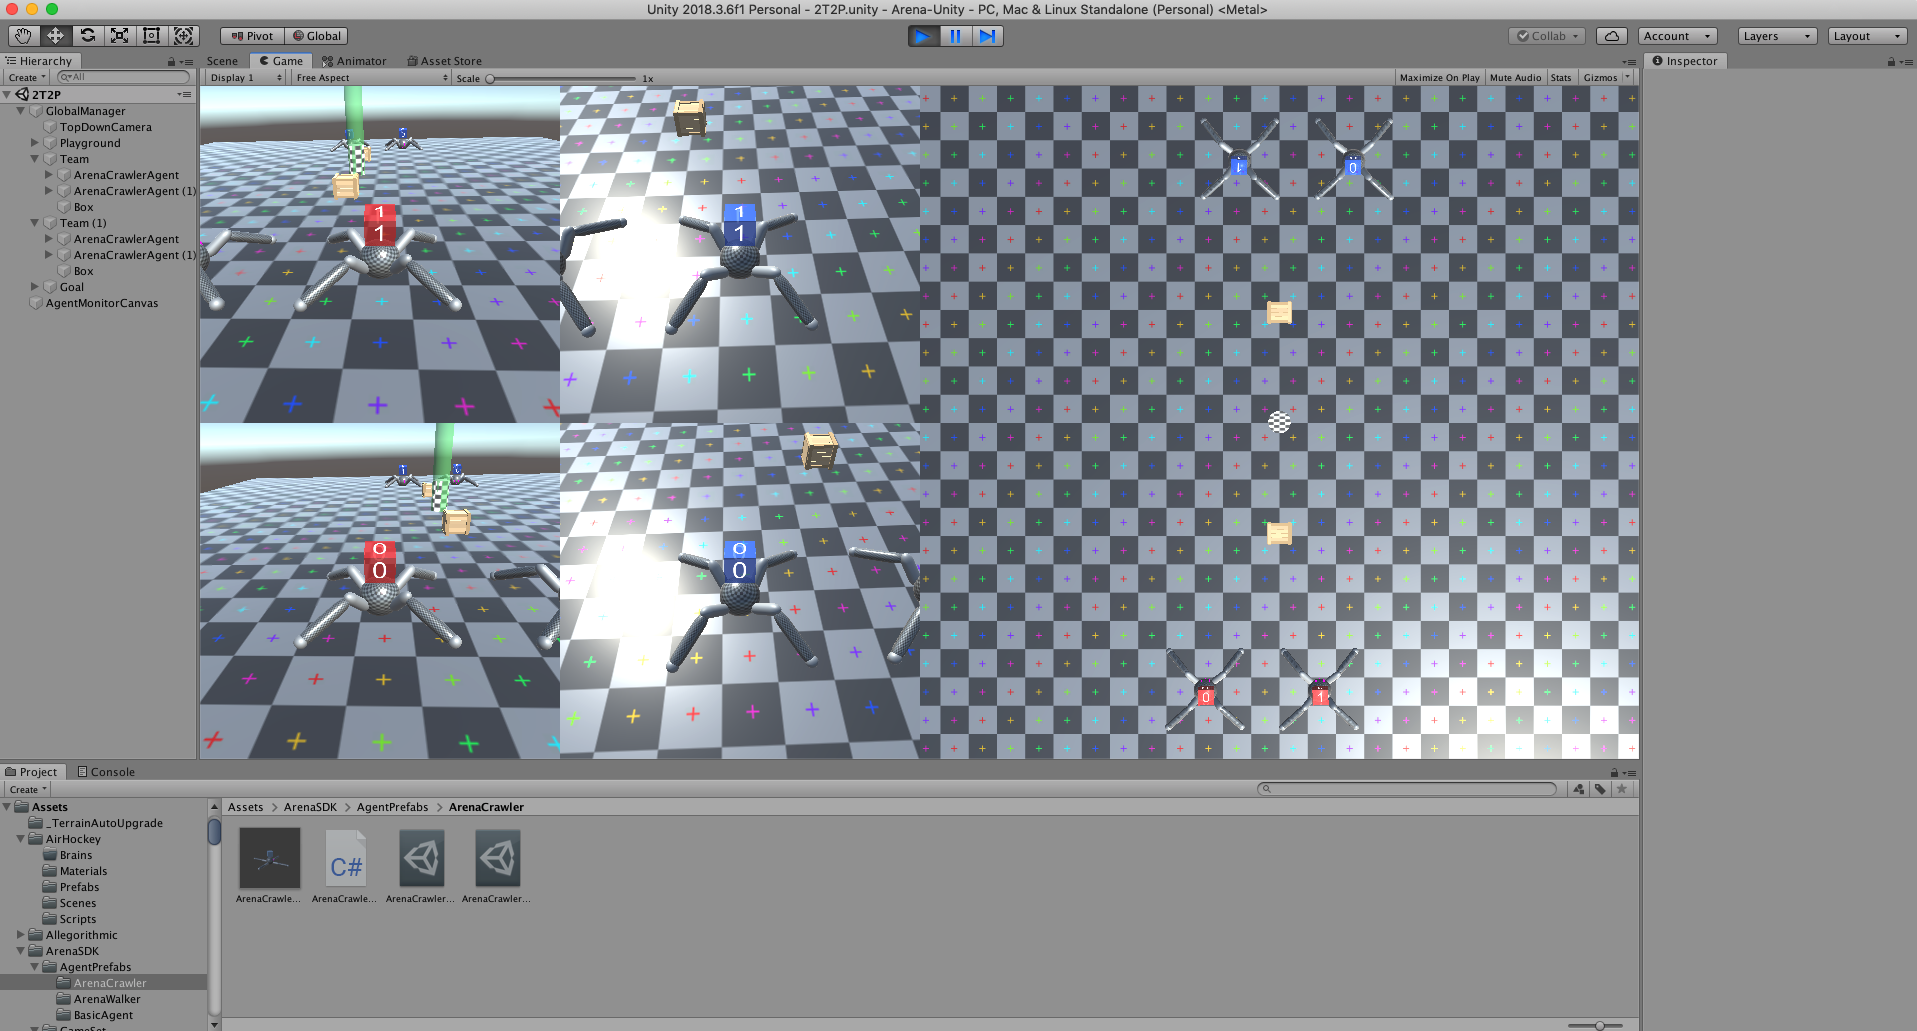 Unity 2018.3.6f1 Personal - 2T2P.unity - Arena-Unity - PC, Mac & Linux Standalone (Personal) <Metal>
Pivot Global Collab Account Layers Layout
Hierarchy
Create All
2T2P
GlobalManager
TopDownCamera
Playground
Team
ArenaCrawlerAgent
ArenaCrawlerAgent (1)
Box
Team (1)
ArenaCrawlerAgent
ArenaCrawlerAgent (1)
Box
Goal
AgentMonitorCanvas
Scene Game Animator Asset Store
Display 1 Free Aspect Scale 1x Maximize On Play Mute Audio Stats Gizmos
1
1
1
1
0
0
0
0
1 0
0 1
Inspector
Project Console
Create
Assets
_TerrainAutoUpgrade
AirHockey
Brains
Materials
Prefabs
Scenes
Scripts
Allegorithmic
ArenaSDK
AgentPrefabs
ArenaCrawler
ArenaWalker
BasicAgent
GameSet
Assets > ArenaSDK > AgentPrefabs > ArenaCrawler
C#
ArenaCrawle... ArenaCrawle... ArenaCrawler... ArenaCrawler...